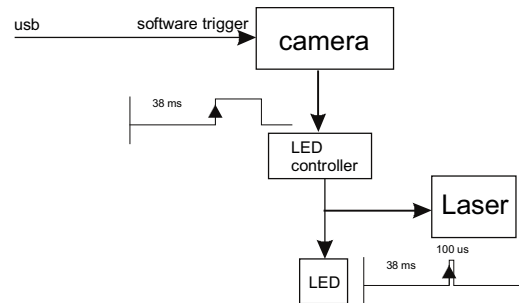 usb
software trigger
camera
38 ms
LED
controller
Laser
100 us
38 ms
LED